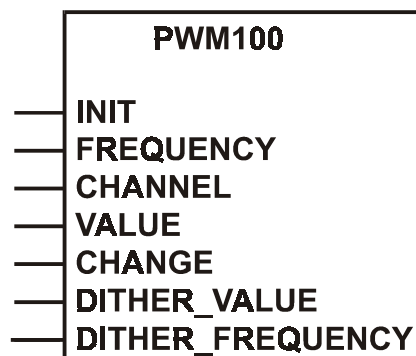 PWM100
INIT
FREQUENCY
CHANNEL
VALUE
CHANGE
DITHER_VALUE
DITHER_FREQUENCY